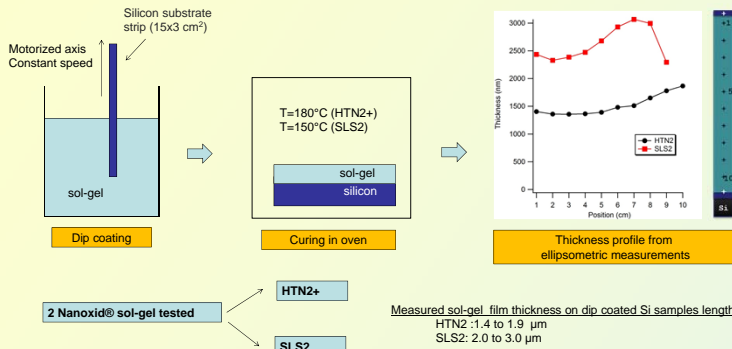 Silicon substrate
strip (15x3 cm²)
Motorized axis
Constant speed
sol-gel
Dip coating
T=180°C (HTN2+)
T=150°C (SLS2)
sol-gel
silicon
Curing in oven
3000
2500
2000
1500
1000
500
0
Thickness (nm)
HTN2
SLS2
1 2 3 4 5 6 7 8 9 10
Position (cm)
+1
5
10
Si
Thickness profile from
ellipsometric measurements
2 Nanoxid® sol-gel tested
HTN2+
SLS2
Measured sol-gel film thickness on dip coated Si samples length
HTN2 :1.4 to 1.9 µm
SLS2: 2.0 to 3.0 µm